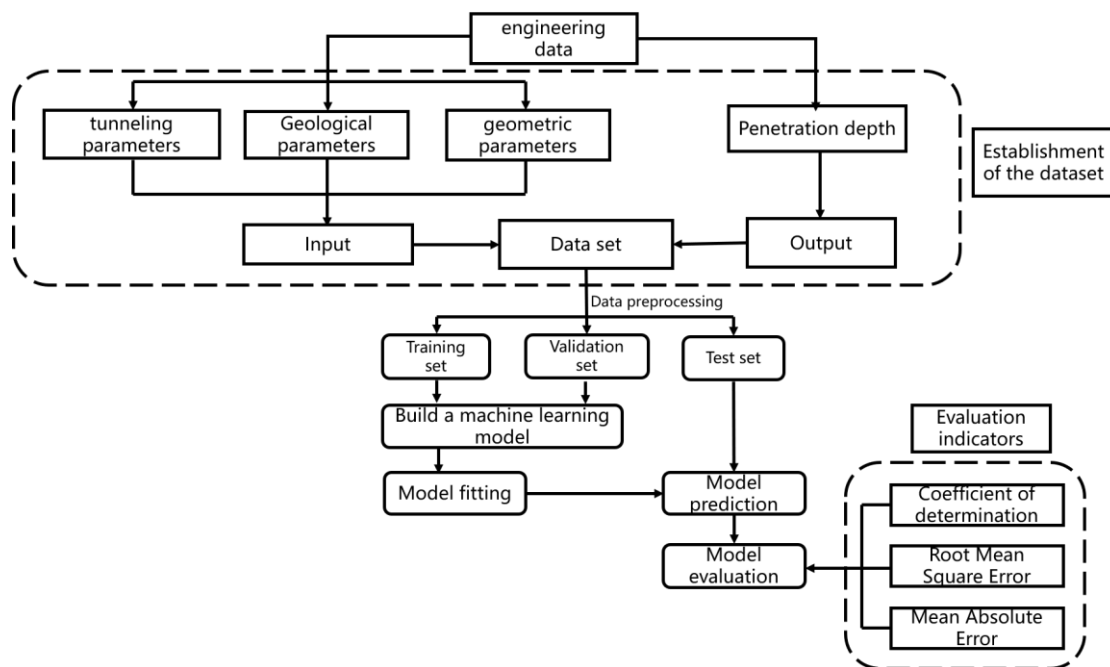 engineering
data
tunneling
parameters
Geological
parameters
geometric
parameters
Penetration depth
Establishment
of the dataset
Input
Data set
Output
Data preprocessing
Training
set
Validation
set
Test set
Build a machine learning
model
Evaluation
indicators
Model fitting
Model
prediction
Coefficient of
determination
Model
evaluation
Root Mean
Square Error
Mean Absolute
Error